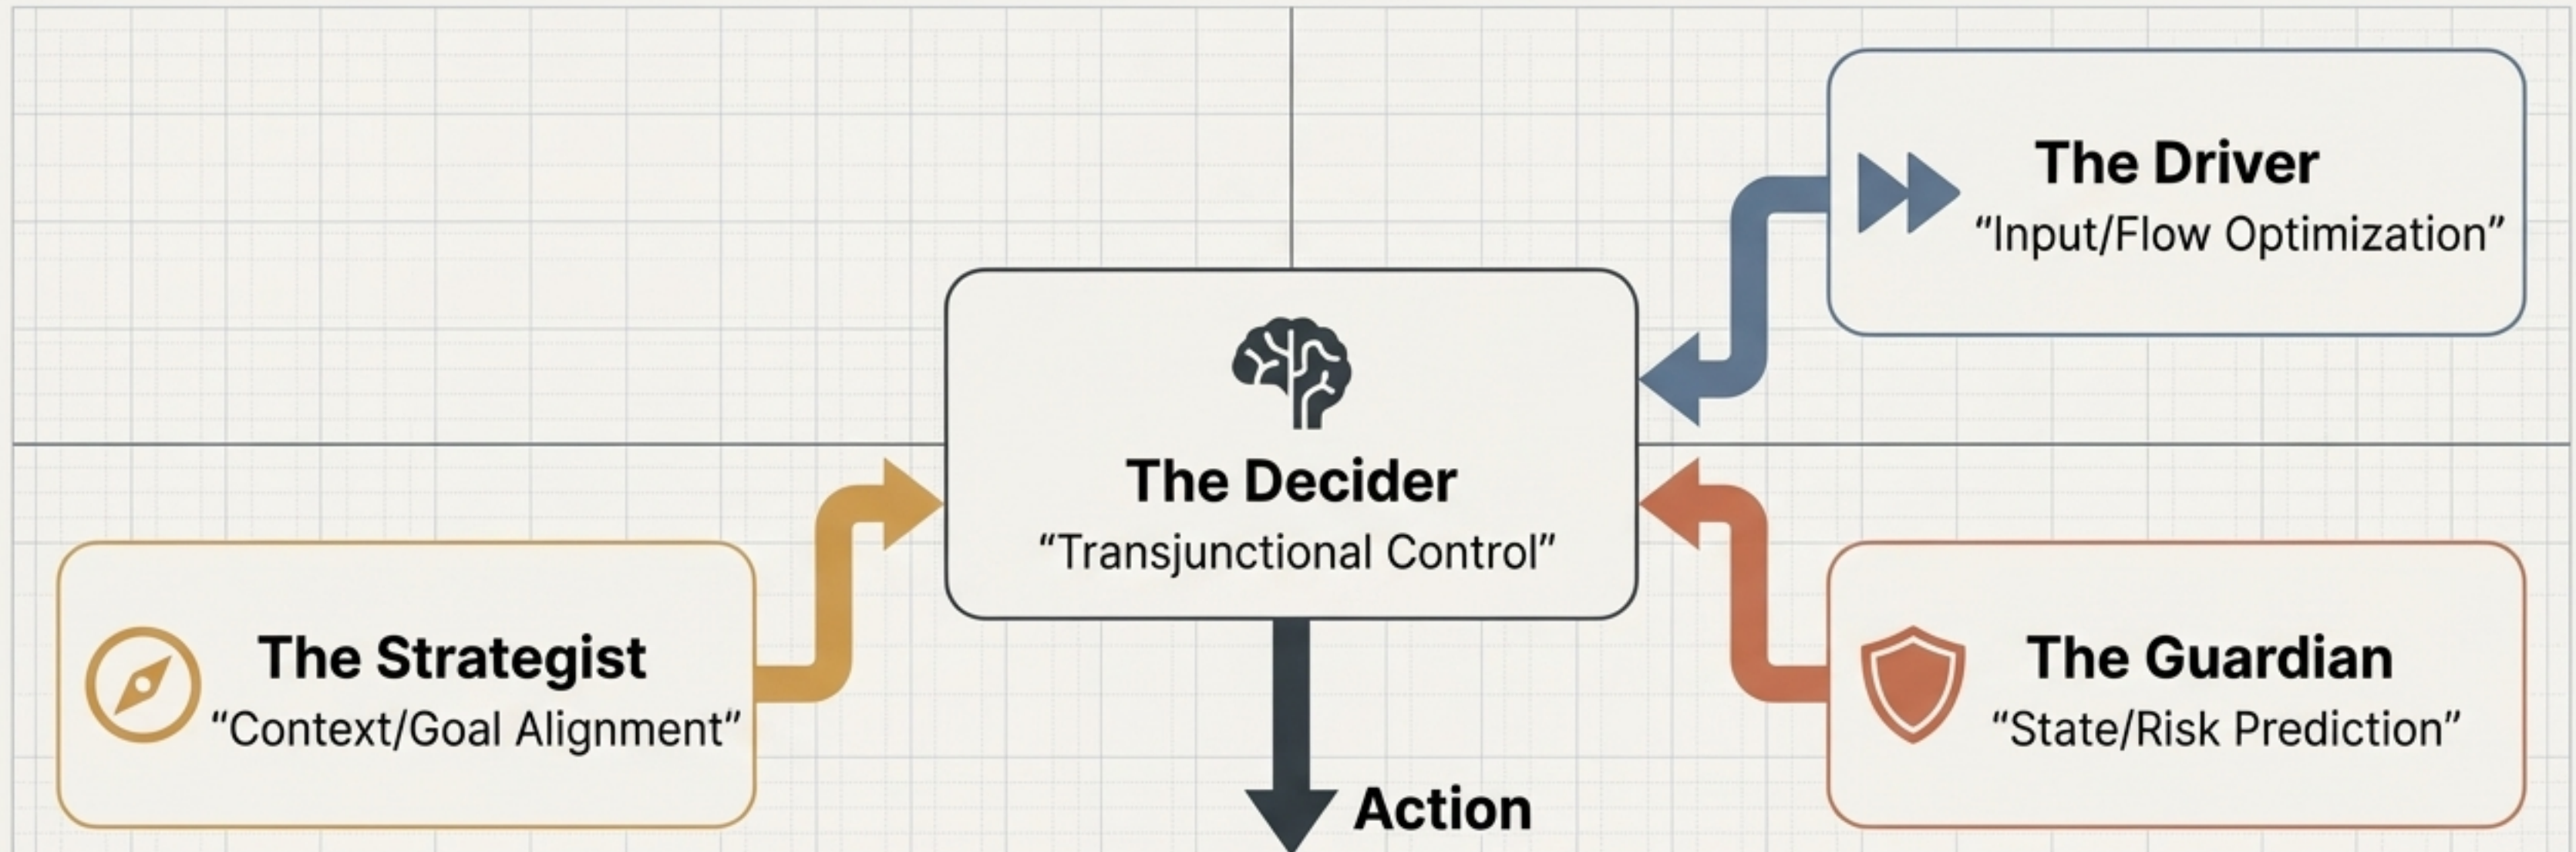 The Driver
“Input/Flow Optimization”
The Decider
“Transjunctional Control”
The Strategist
“Context/Goal Alignment”
The Guardian
“State/Risk Prediction”
Action